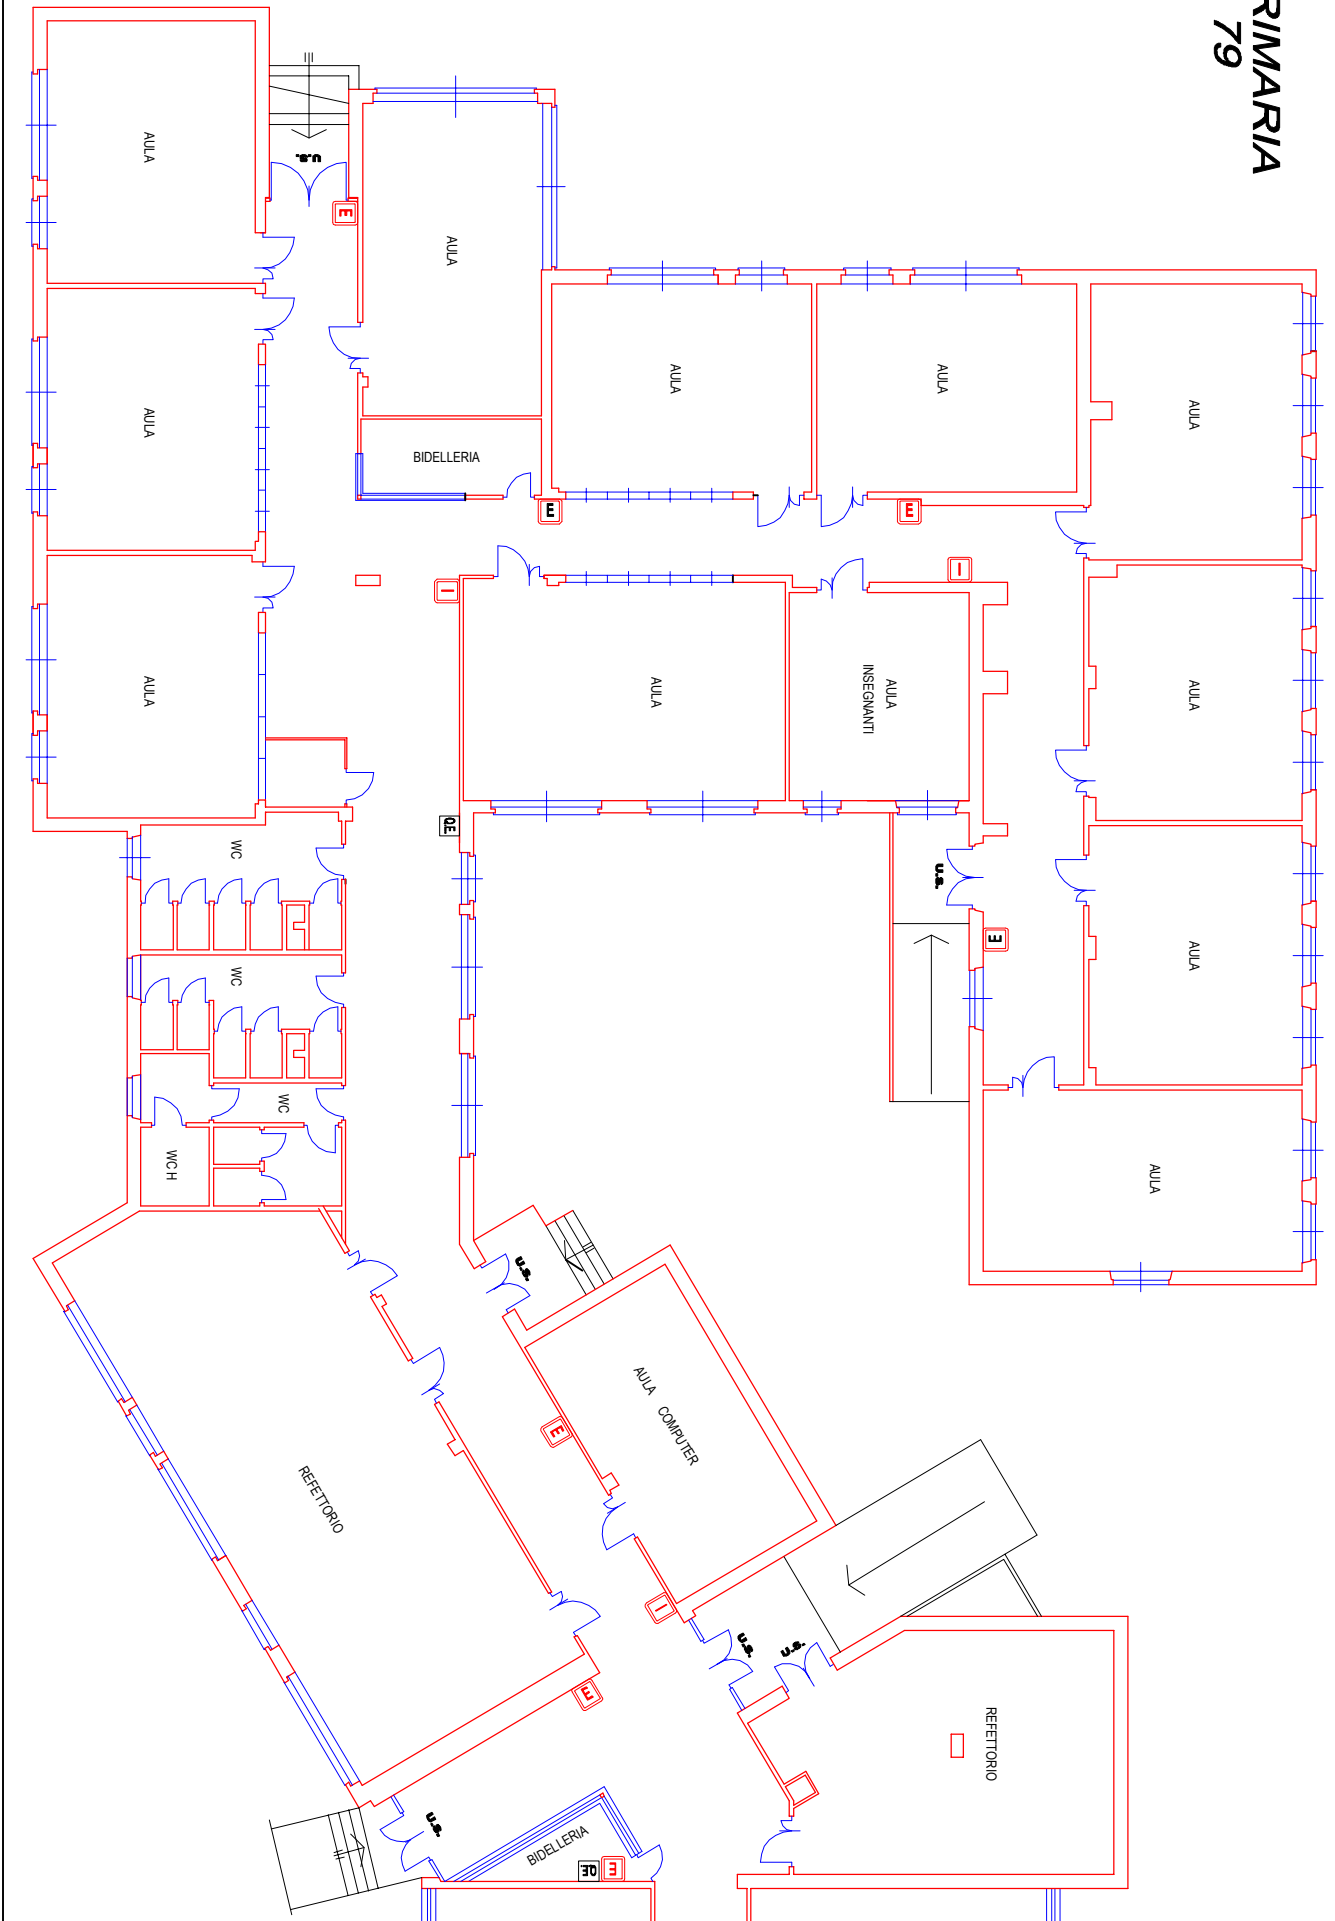 RIMARIA
79
AULA
u.s.
E
AULA
AULA
AULA
AULA
AULA
BIDELLERIA
E
E
I
I
AULA
AULA
AULA
AULA
INSEGNANTI
AULA
Q.E.
WC
u.s.
E
AULA
WC
WC
WC H
AULA
u.s.
AULA COMPUTER
E
REFETTORIO
I
u.s.
u.s.
E
REFETTORIO
u.s.
BIDELLERIA
Q.E.
E